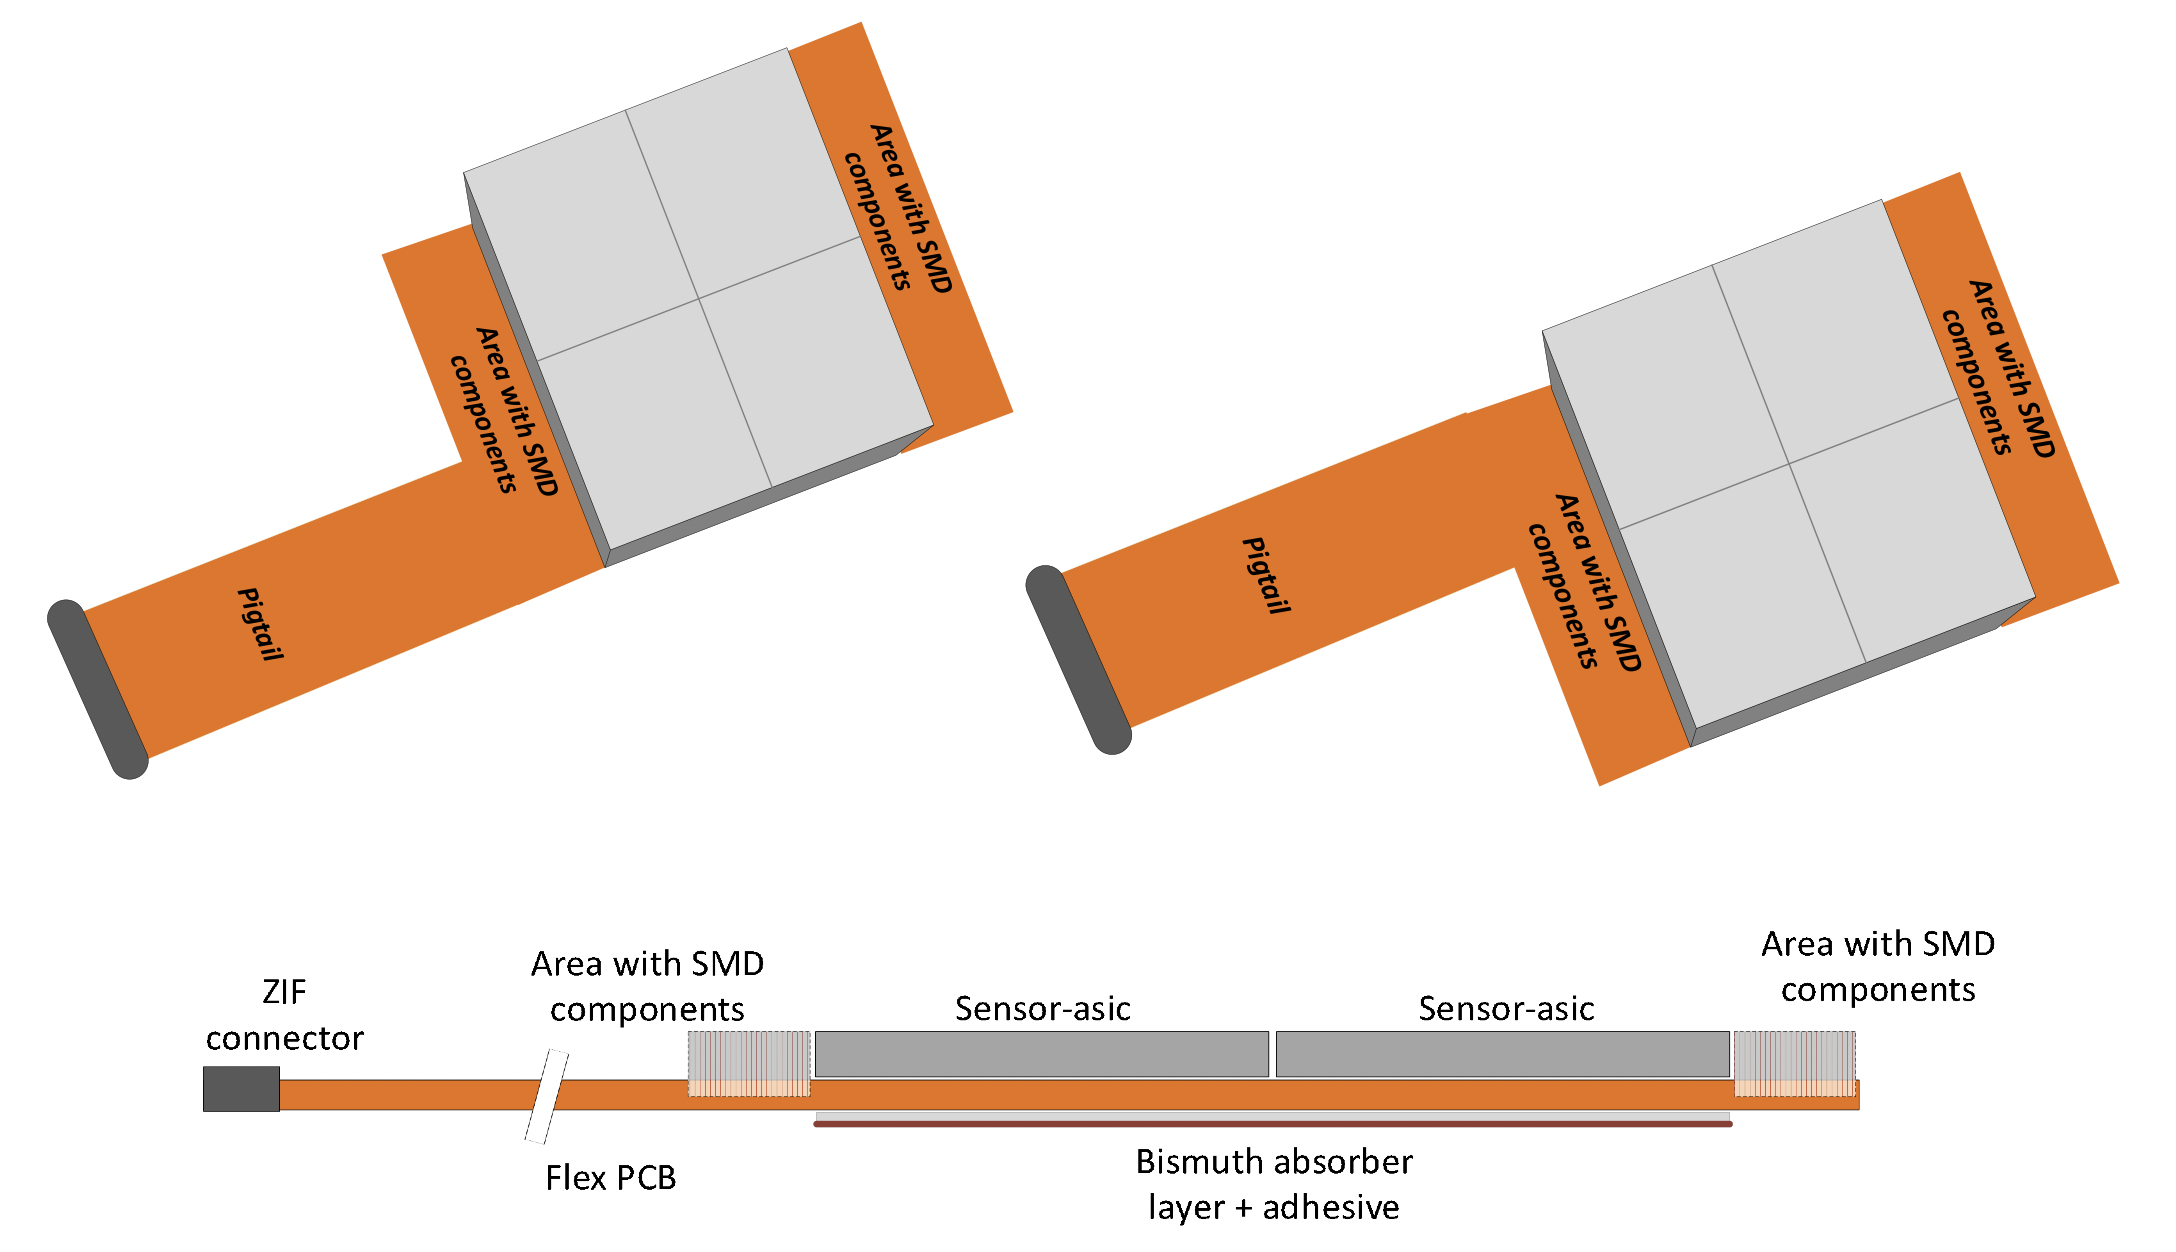 Area with SMD
components
Area with SMD
components
Pigtail
Area with SMD
components
Area with SMD
components
Pigtail
Area with SMD
components
Area with SMD
components
ZIF
connector
Sensor-asic
Sensor-asic
Flex PCB
Bismuth absorber
layer + adhesive